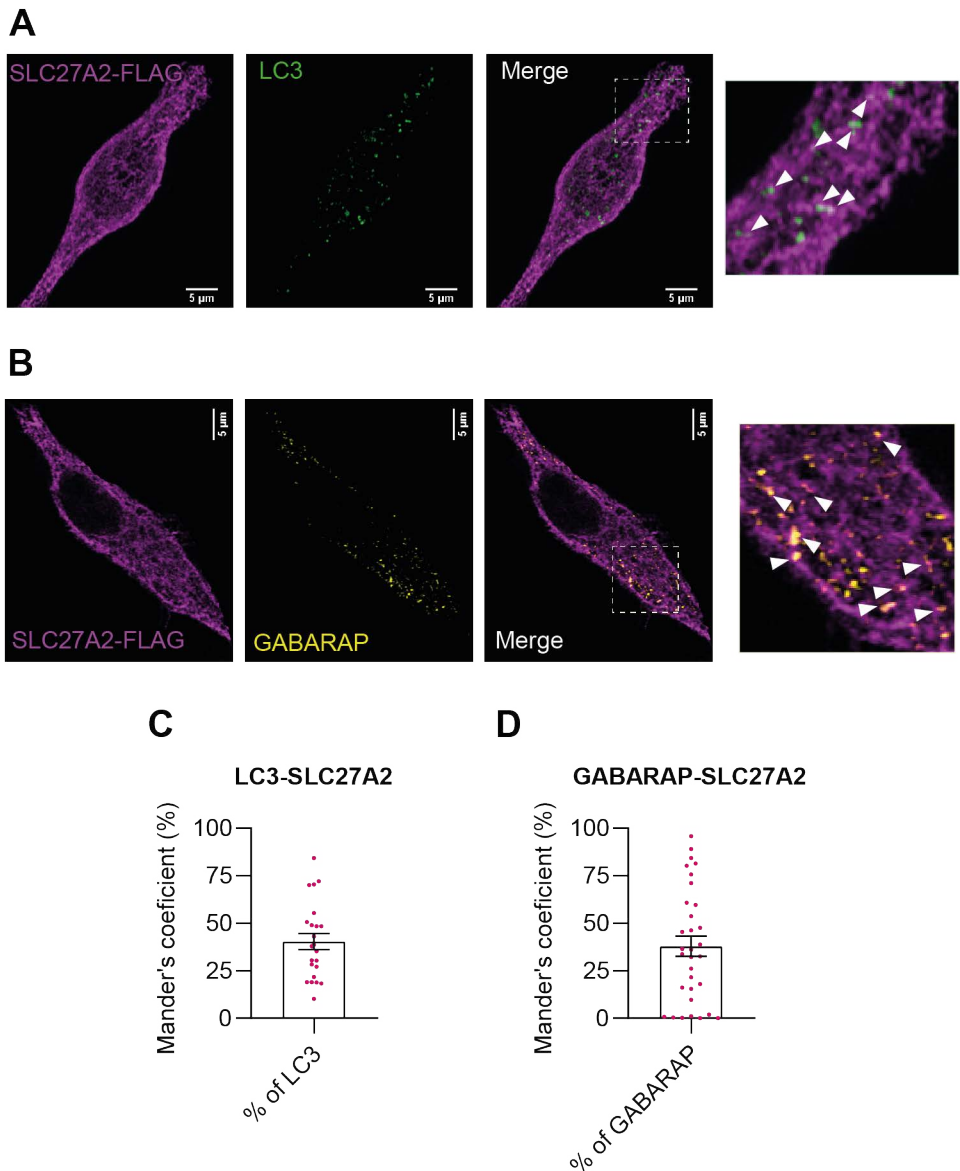 A
SLC27A2-FLAG
LC3
Merge
5 µm
5 µm
5 µm
B
5 µm
5 µm
5 µm
SLC27A2-FLAG
GABARAP
Merge
C
D
LC3-SLC27A2
GABARAP-SLC27A2
Mander's coeficient (%)
100
75
50
25
0
% of LC3
Mander's coeficient (%)
100
75
50
25
0
% of GABARAP